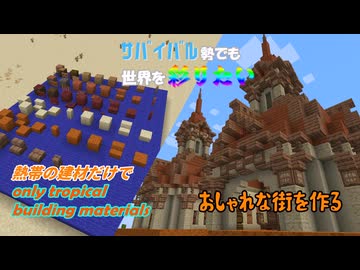 サバイバル勢でも
世界を彩りたい
熱帯の建材だけで
only tropical
building materials
おしゃれな街を作る